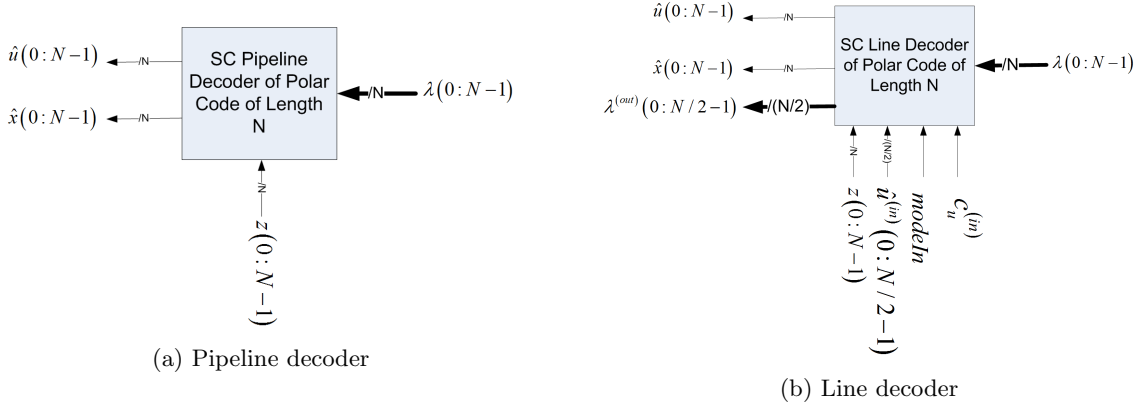 û(0:N−1)
/N
x̂(0:N−1)
/N
SC Pipeline
Decoder of Polar
Code of Length
N
/N
λ(0:N−1)
/N
z(0:N−1)
(a) Pipeline decoder
û(0:N−1)
/N
x̂(0:N−1)
/N
λ^(out)(0:N/2−1)
/(N/2)
SC Line Decoder
of Polar Code of
Length N
/N
λ(0:N−1)
/N
/(N/2)
z(0:N−1)
û^(in)(0:N/2−1)
modeIn
c_u^(in)
(b) Line decoder